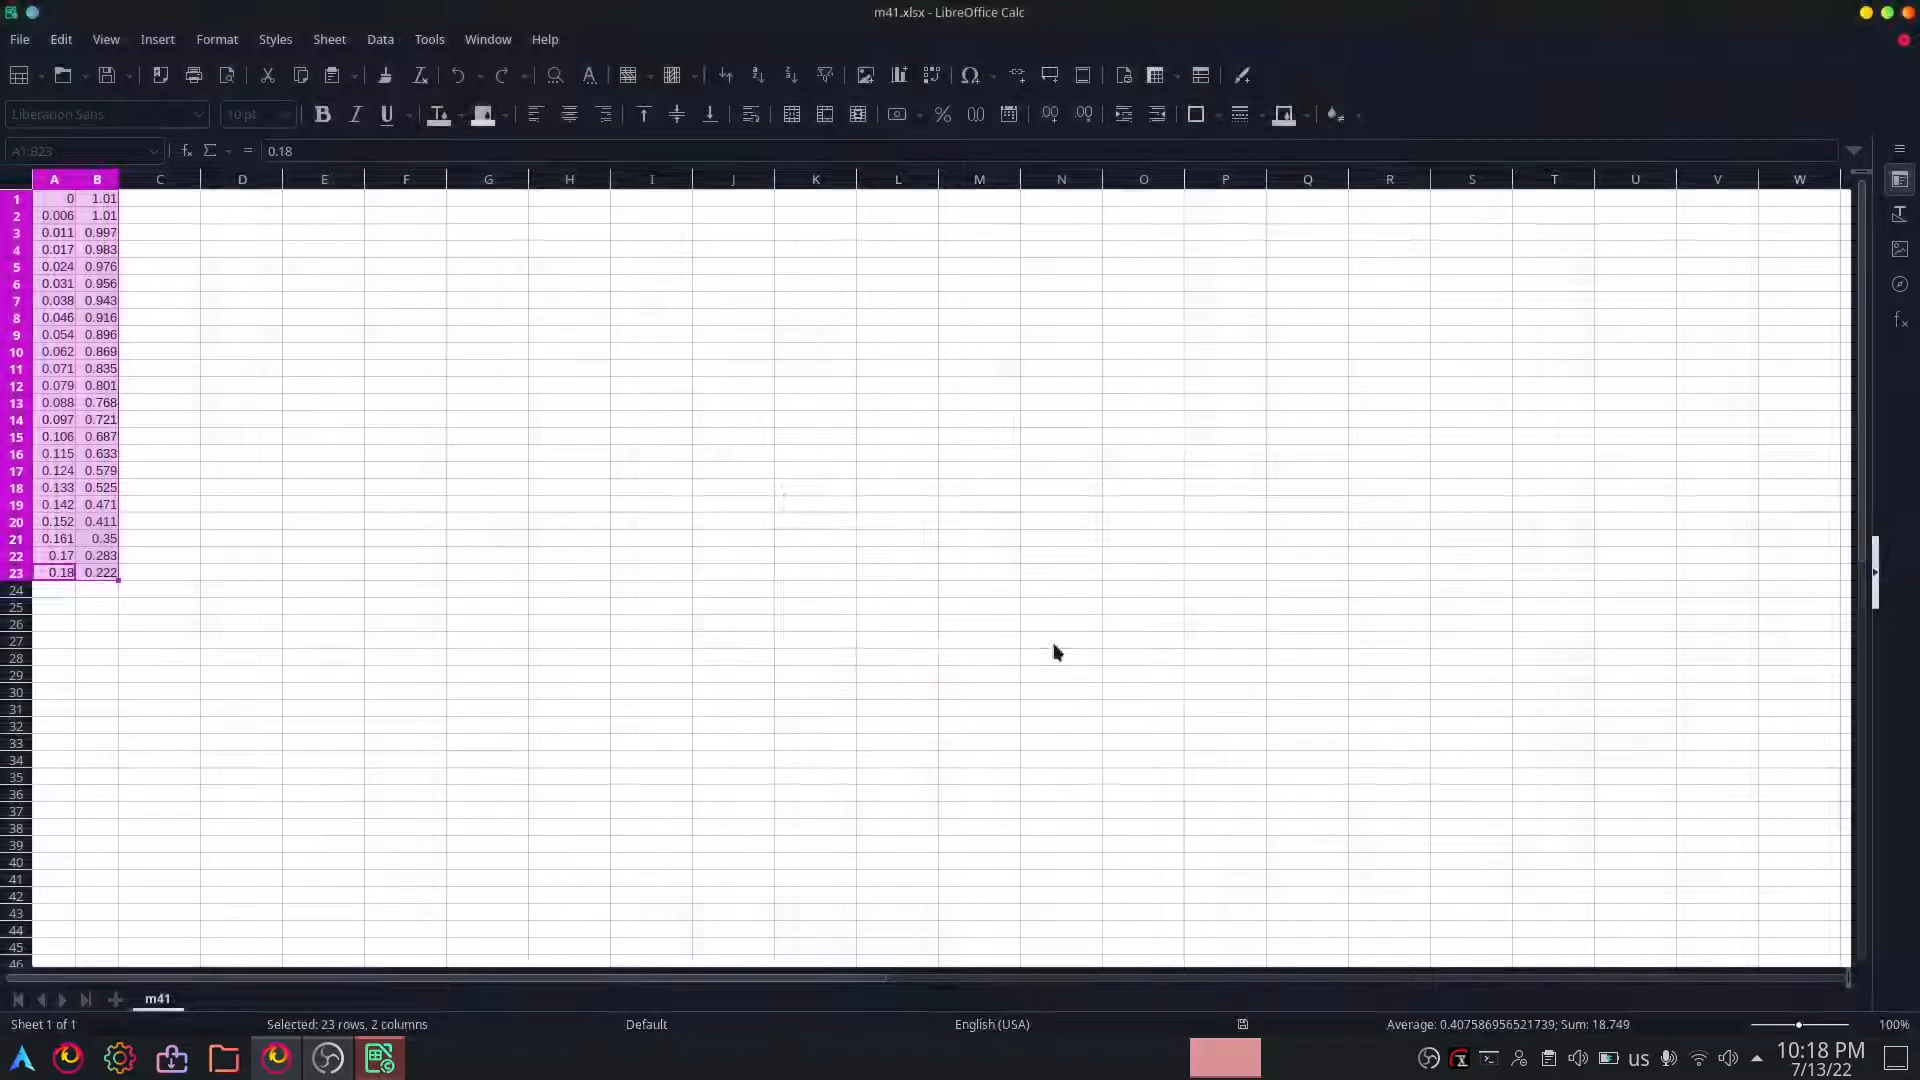 m41.xlsx - LibreOffice Calc
File Edit View Insert Format Styles Sheet Data Tools Window Help
Liberation Sans 10 pt
A1:B23 = 0.18
A B C D E F G H I J K L M N O P Q R S T U V W
1 0 1.01
2 0.006 1.01
3 0.011 0.997
4 0.017 0.983
5 0.024 0.976
6 0.031 0.956
7 0.038 0.943
8 0.046 0.916
9 0.054 0.896
10 0.062 0.869
11 0.071 0.835
12 0.079 0.801
13 0.088 0.768
14 0.097 0.721
15 0.106 0.687
16 0.115 0.633
17 0.124 0.579
18 0.133 0.525
19 0.142 0.471
20 0.152 0.411
21 0.161 0.35
22 0.17 0.283
23 0.18 0.222
24
25
26
27
28
29
30
31
32
33
34
35
36
37
38
39
40
41
42
43
44
45
46
m41
Sheet 1 of 1 Selected: 23 rows, 2 columns Default English (USA) Average: 0.407586956521739; Sum: 18.749 100%
us 10:18 PM
7/13/22